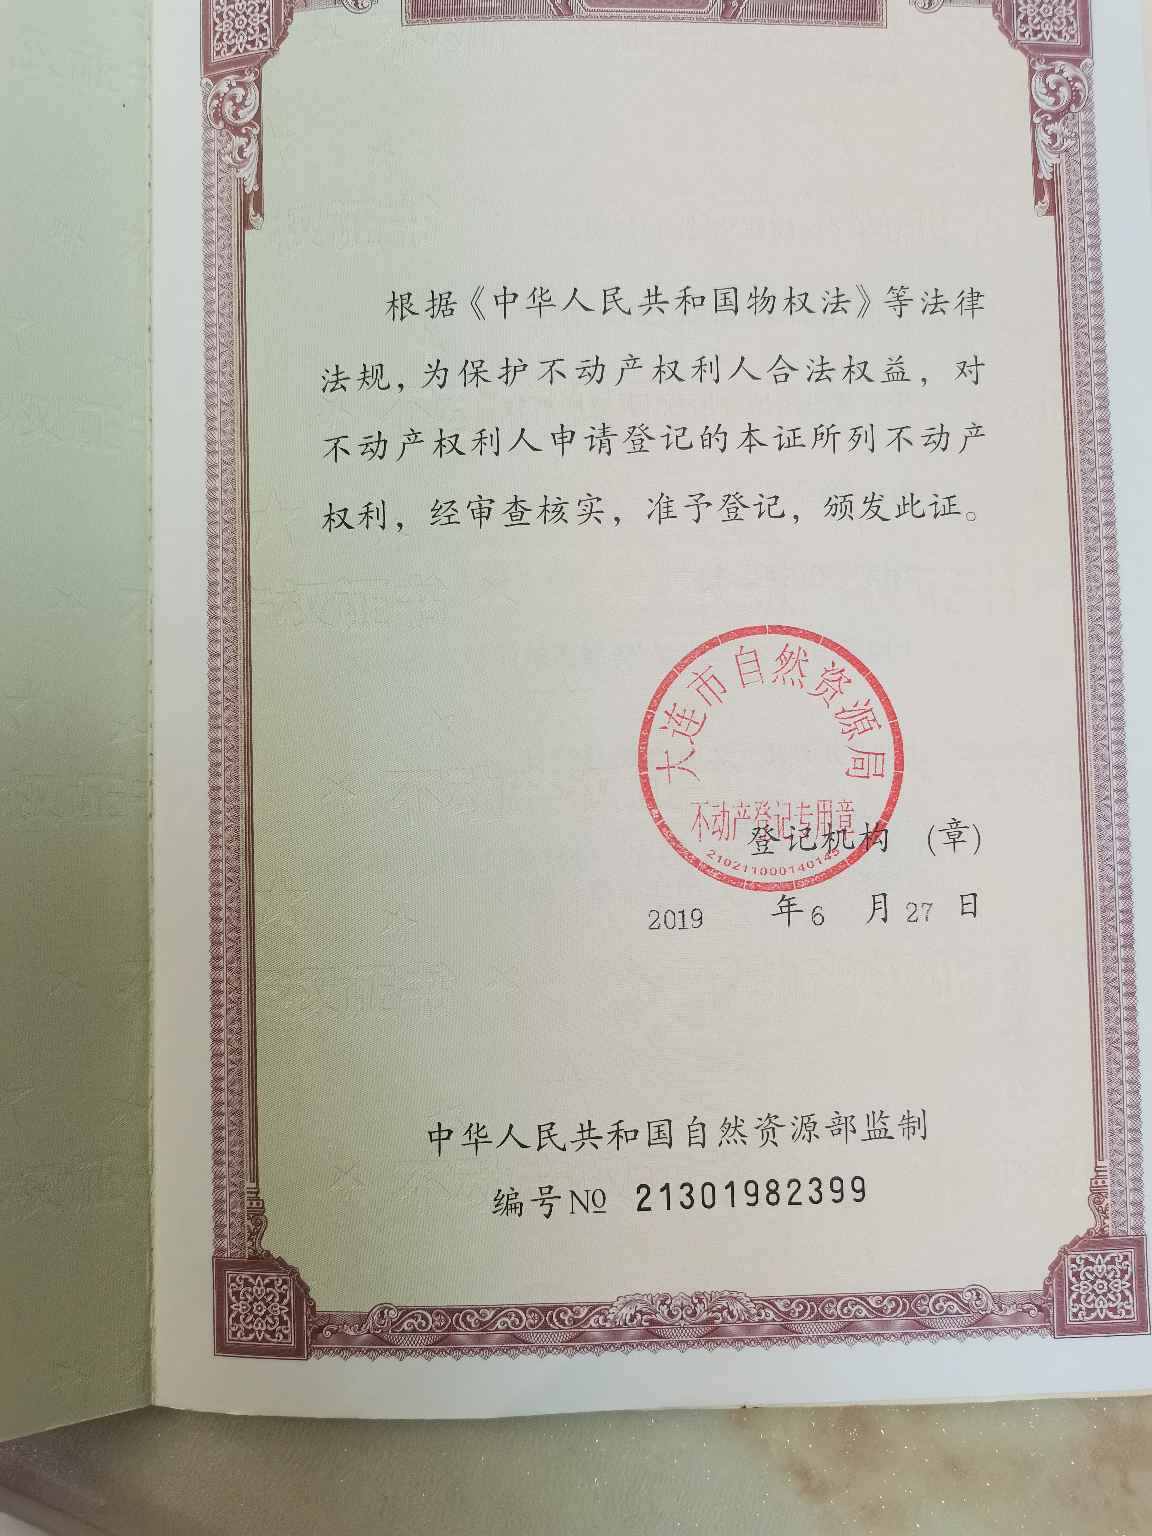 根据《中华人民共和国物权法》等法律
法规，为保护不动产权利人合法权益，对
不动产权利人申请登记的本证所列不动产
权利，经审查核实，准予登记，颁发此证。
大连市自然资源局
不动产登记专用章
登记机构 (章)
210211000140145
2019 年 6 月 27 日
中华人民共和国自然资源部监制
编号 № 21301982399